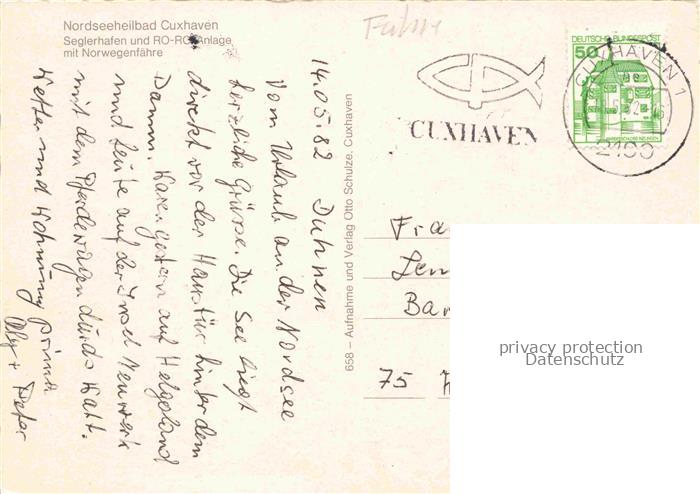 Nordseeheilbad Cuxhaven
Seglerhafen und RO-RO-Anlage
mit Norwegenfähre
Fähre
DEUTSCHE BUNDESPOST
50
CUXHAVEN 1
2190
CUXHAVEN
14.05.82 Duhnen
Vom Urlaub an der Nordsee
herzliche Grüsse. Die See liegt
direkt vor der Haustür hinter dem
Damm. Waren gestern auf Helgoland
und heute auf der Insel Neuwerk
mit dem Pferdewagen durchs Watt.
Wetter und Wohnung prima
+ Peter
658 – Aufnahme und Verlag Otto Schulze, Cuxhaven
Fra
Len
Bar
75
privacy protection
Datenschutz